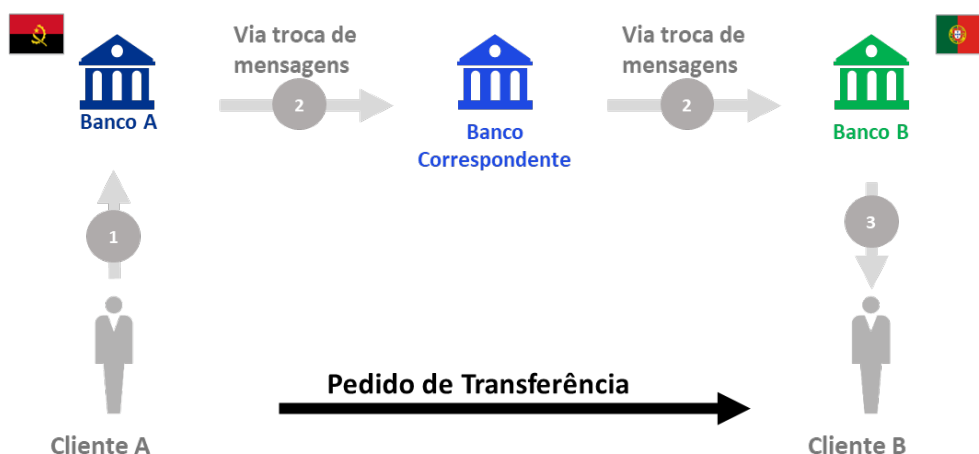 Via troca de
mensagens
Via troca de
mensagens
2
2
Banco A
Banco
Correspondente
Banco B
1
3
Pedido de Transferência
Cliente A
Cliente B